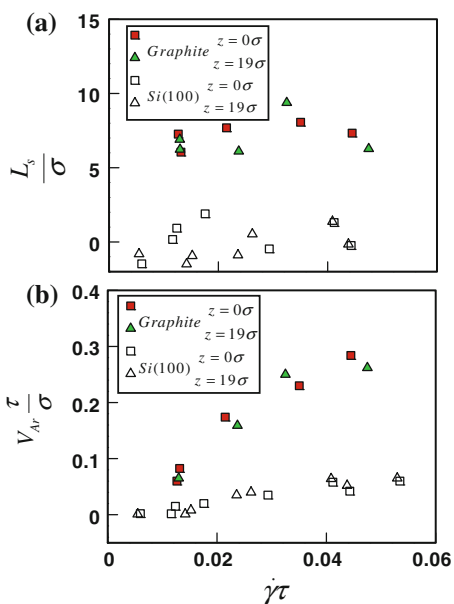 (a)
15
10
5
0
L_s/σ
Graphite z = 0σ
z = 19σ
Si(100) z = 0σ
z = 19σ
(b)
0.4
0.3
0.2
0.1
0
V_Ar τ/σ
Graphite z = 0σ
z = 19σ
Si(100) z = 0σ
z = 19σ
0 0.02 0.04 0.06
γ̇τ